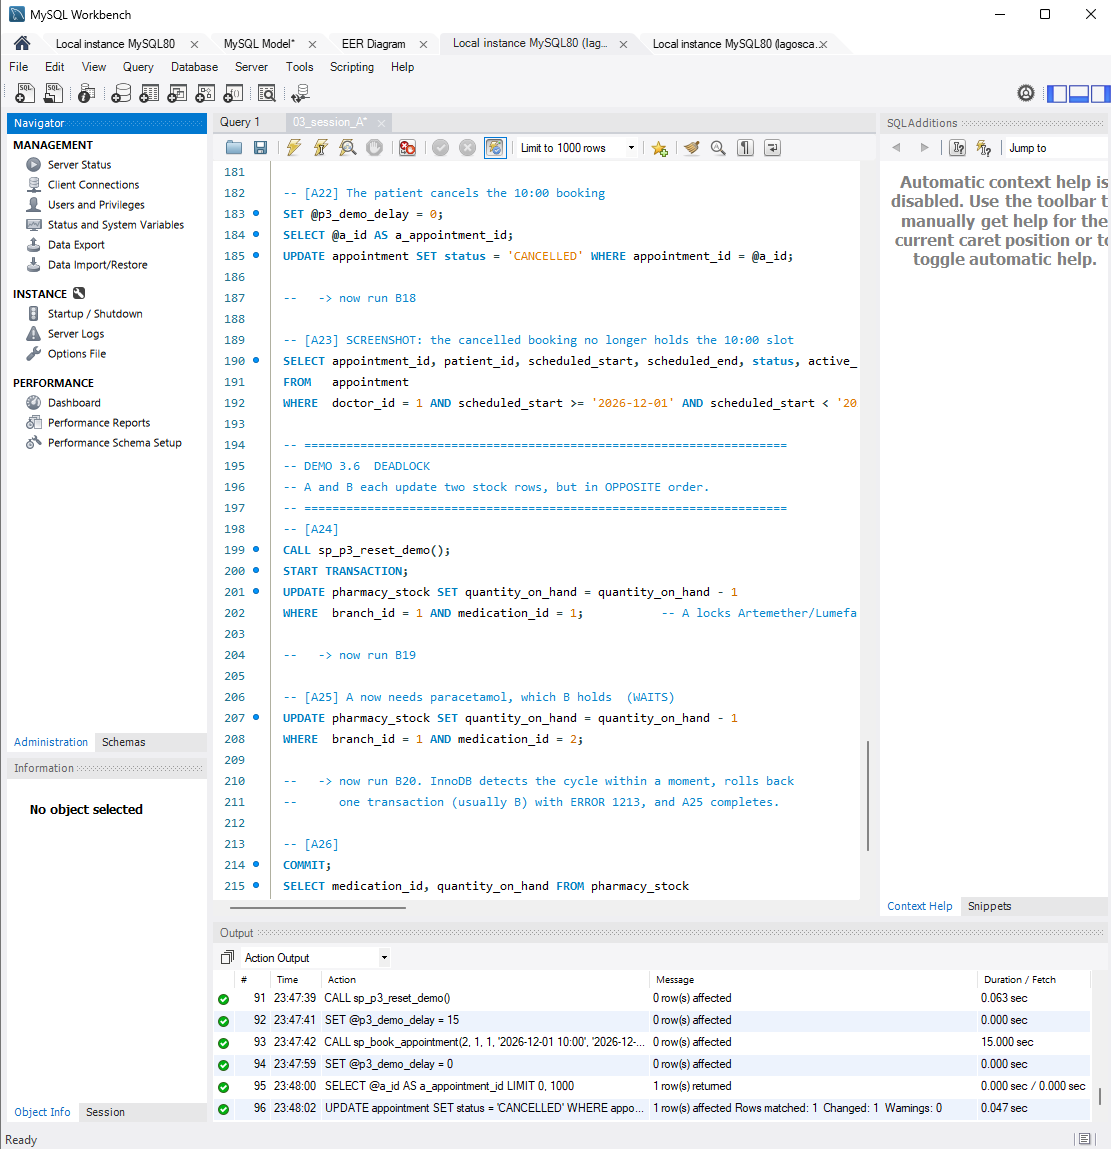 MySQL Workbench
Local instance MySQL80 × MySQL Model* × EER Diagram × Local instance MySQL80 (lag... × Local instance MySQL80 (lagosca... ×
File Edit View Query Database Server Tools Scripting Help
Navigator
MANAGEMENT
Server Status
Client Connections
Users and Privileges
Status and System Variables
Data Export
Data Import/Restore
INSTANCE
Startup / Shutdown
Server Logs
Options File
PERFORMANCE
Dashboard
Performance Reports
Performance Schema Setup
Administration Schemas
Information
No object selected
Object Info Session
Query 1 03_session_A* ×
Limit to 1000 rows
181
182 -- [A22] The patient cancels the 10:00 booking
183 SET @p3_demo_delay = 0;
184 SELECT @a_id AS a_appointment_id;
185 UPDATE appointment SET status = 'CANCELLED' WHERE appointment_id = @a_id;
186
187 --   -> now run B18
188
189 -- [A23] SCREENSHOT: the cancelled booking no longer holds the 10:00 slot
190 SELECT appointment_id, patient_id, scheduled_start, scheduled_end, status, active_
191 FROM   appointment
192 WHERE  doctor_id = 1 AND scheduled_start >= '2026-12-01' AND scheduled_start < '20
193
194 -- =====================================================================
195 -- DEMO 3.6  DEADLOCK
196 -- A and B each update two stock rows, but in OPPOSITE order.
197 -- =====================================================================
198 -- [A24]
199 CALL sp_p3_reset_demo();
200 START TRANSACTION;
201 UPDATE pharmacy_stock SET quantity_on_hand = quantity_on_hand - 1
202 WHERE  branch_id = 1 AND medication_id = 1;           -- A locks Artemether/Lumefa
203
204 --   -> now run B19
205
206 -- [A25] A now needs paracetamol, which B holds  (WAITS)
207 UPDATE pharmacy_stock SET quantity_on_hand = quantity_on_hand - 1
208 WHERE  branch_id = 1 AND medication_id = 2;
209
210 --   -> now run B20. InnoDB detects the cycle within a moment, rolls back
211 --      one transaction (usually B) with ERROR 1213, and A25 completes.
212
213 -- [A26]
214 COMMIT;
215 SELECT medication_id, quantity_on_hand FROM pharmacy_stock
SQLAdditions
Jump to
Automatic context help is
disabled. Use the toolbar t
manually get help for the
current caret position or to
toggle automatic help.
Context Help Snippets
Output
Action Output
# Time Action Message Duration / Fetch
91 23:47:39 CALL sp_p3_reset_demo() 0 row(s) affected 0.063 sec
92 23:47:41 SET @p3_demo_delay = 15 0 row(s) affected 0.000 sec
93 23:47:42 CALL sp_book_appointment(2, 1, 1, '2026-12-01 10:00', '2026-12-... 0 row(s) affected 15.000 sec
94 23:47:59 SET @p3_demo_delay = 0 0 row(s) affected 0.000 sec
95 23:48:00 SELECT @a_id AS a_appointment_id LIMIT 0, 1000 1 row(s) returned 0.000 sec / 0.000 sec
96 23:48:02 UPDATE appointment SET status = 'CANCELLED' WHERE appo... 1 row(s) affected Rows matched: 1  Changed: 1  Warnings: 0 0.047 sec
Ready